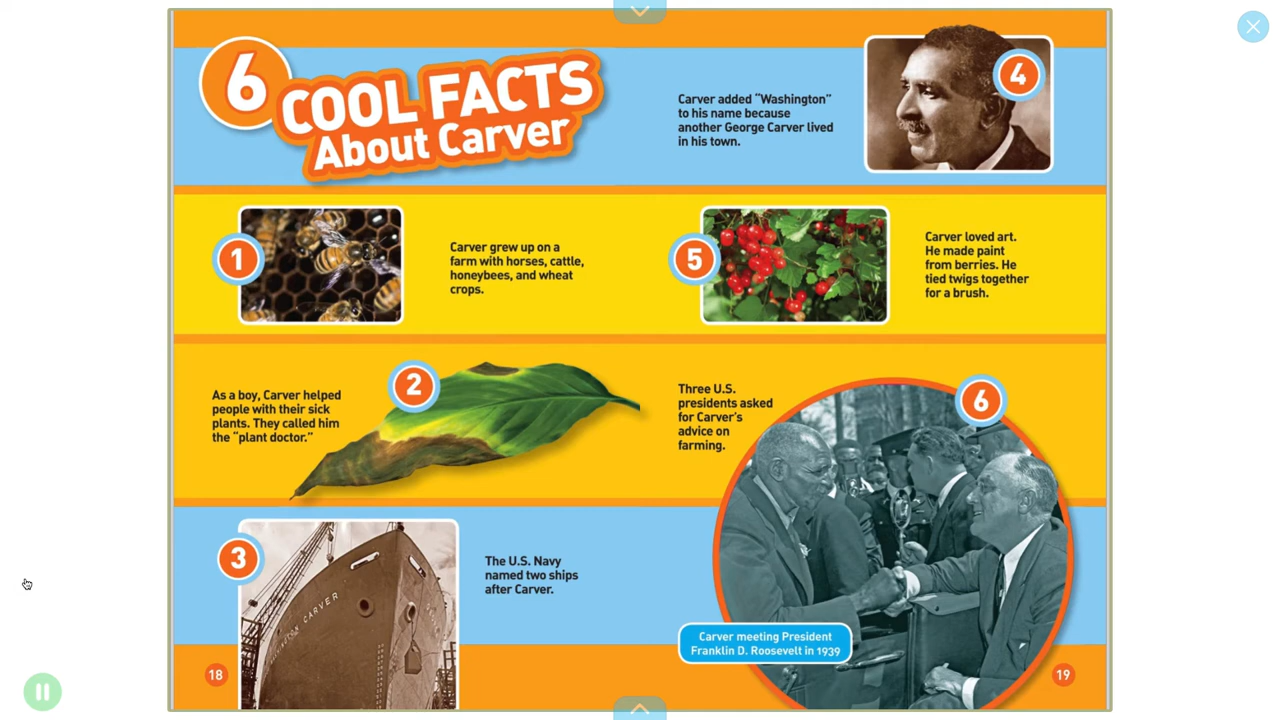 6
COOL FACTS
About Carver
1
Carver grew up on a
farm with horses, cattle,
honeybees, and wheat
crops.
2
As a boy, Carver helped
people with their sick
plants. They called him
the “plant doctor.”
3
The U.S. Navy
named two ships
after Carver.
CARVER
18
4
Carver added “Washington”
to his name because
another George Carver lived
in his town.
5
Carver loved art.
He made paint
from berries. He
tied twigs together
for a brush.
6
Three U.S.
presidents asked
for Carver’s
advice on
farming.
Carver meeting President
Franklin D. Roosevelt in 1939
19